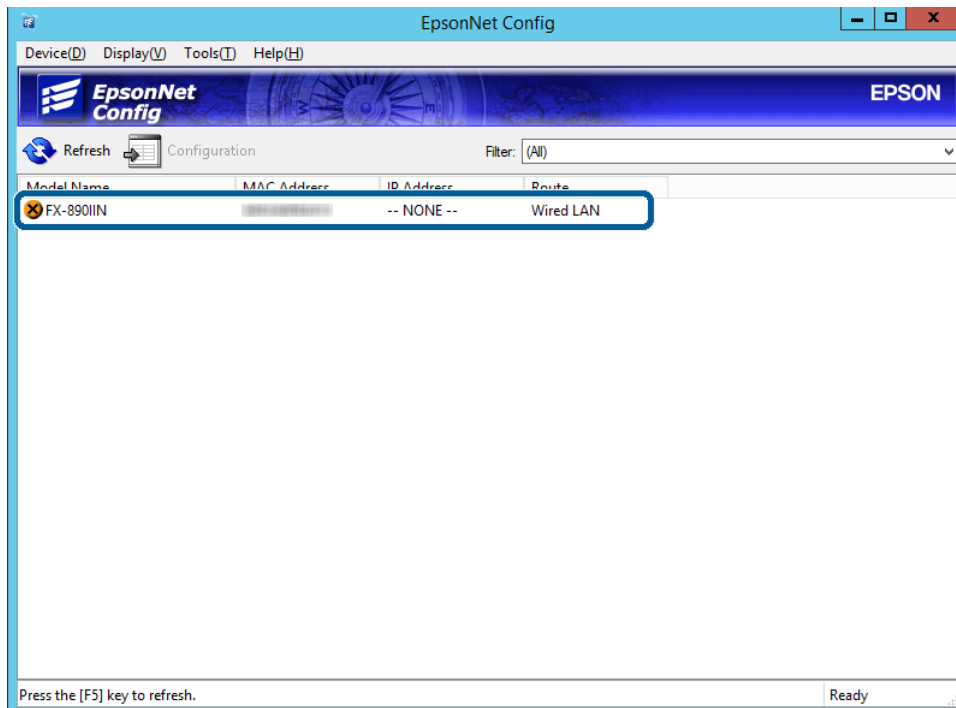 EpsonNet Config
Device(D) Display(V) Tools(T) Help(H)
EpsonNet
Config
EPSON
Refresh Configuration Filter: (All)
Model Name MAC Address IP Address Route
FX-890IIN -- NONE -- Wired LAN
Press the [F5] key to refresh. Ready